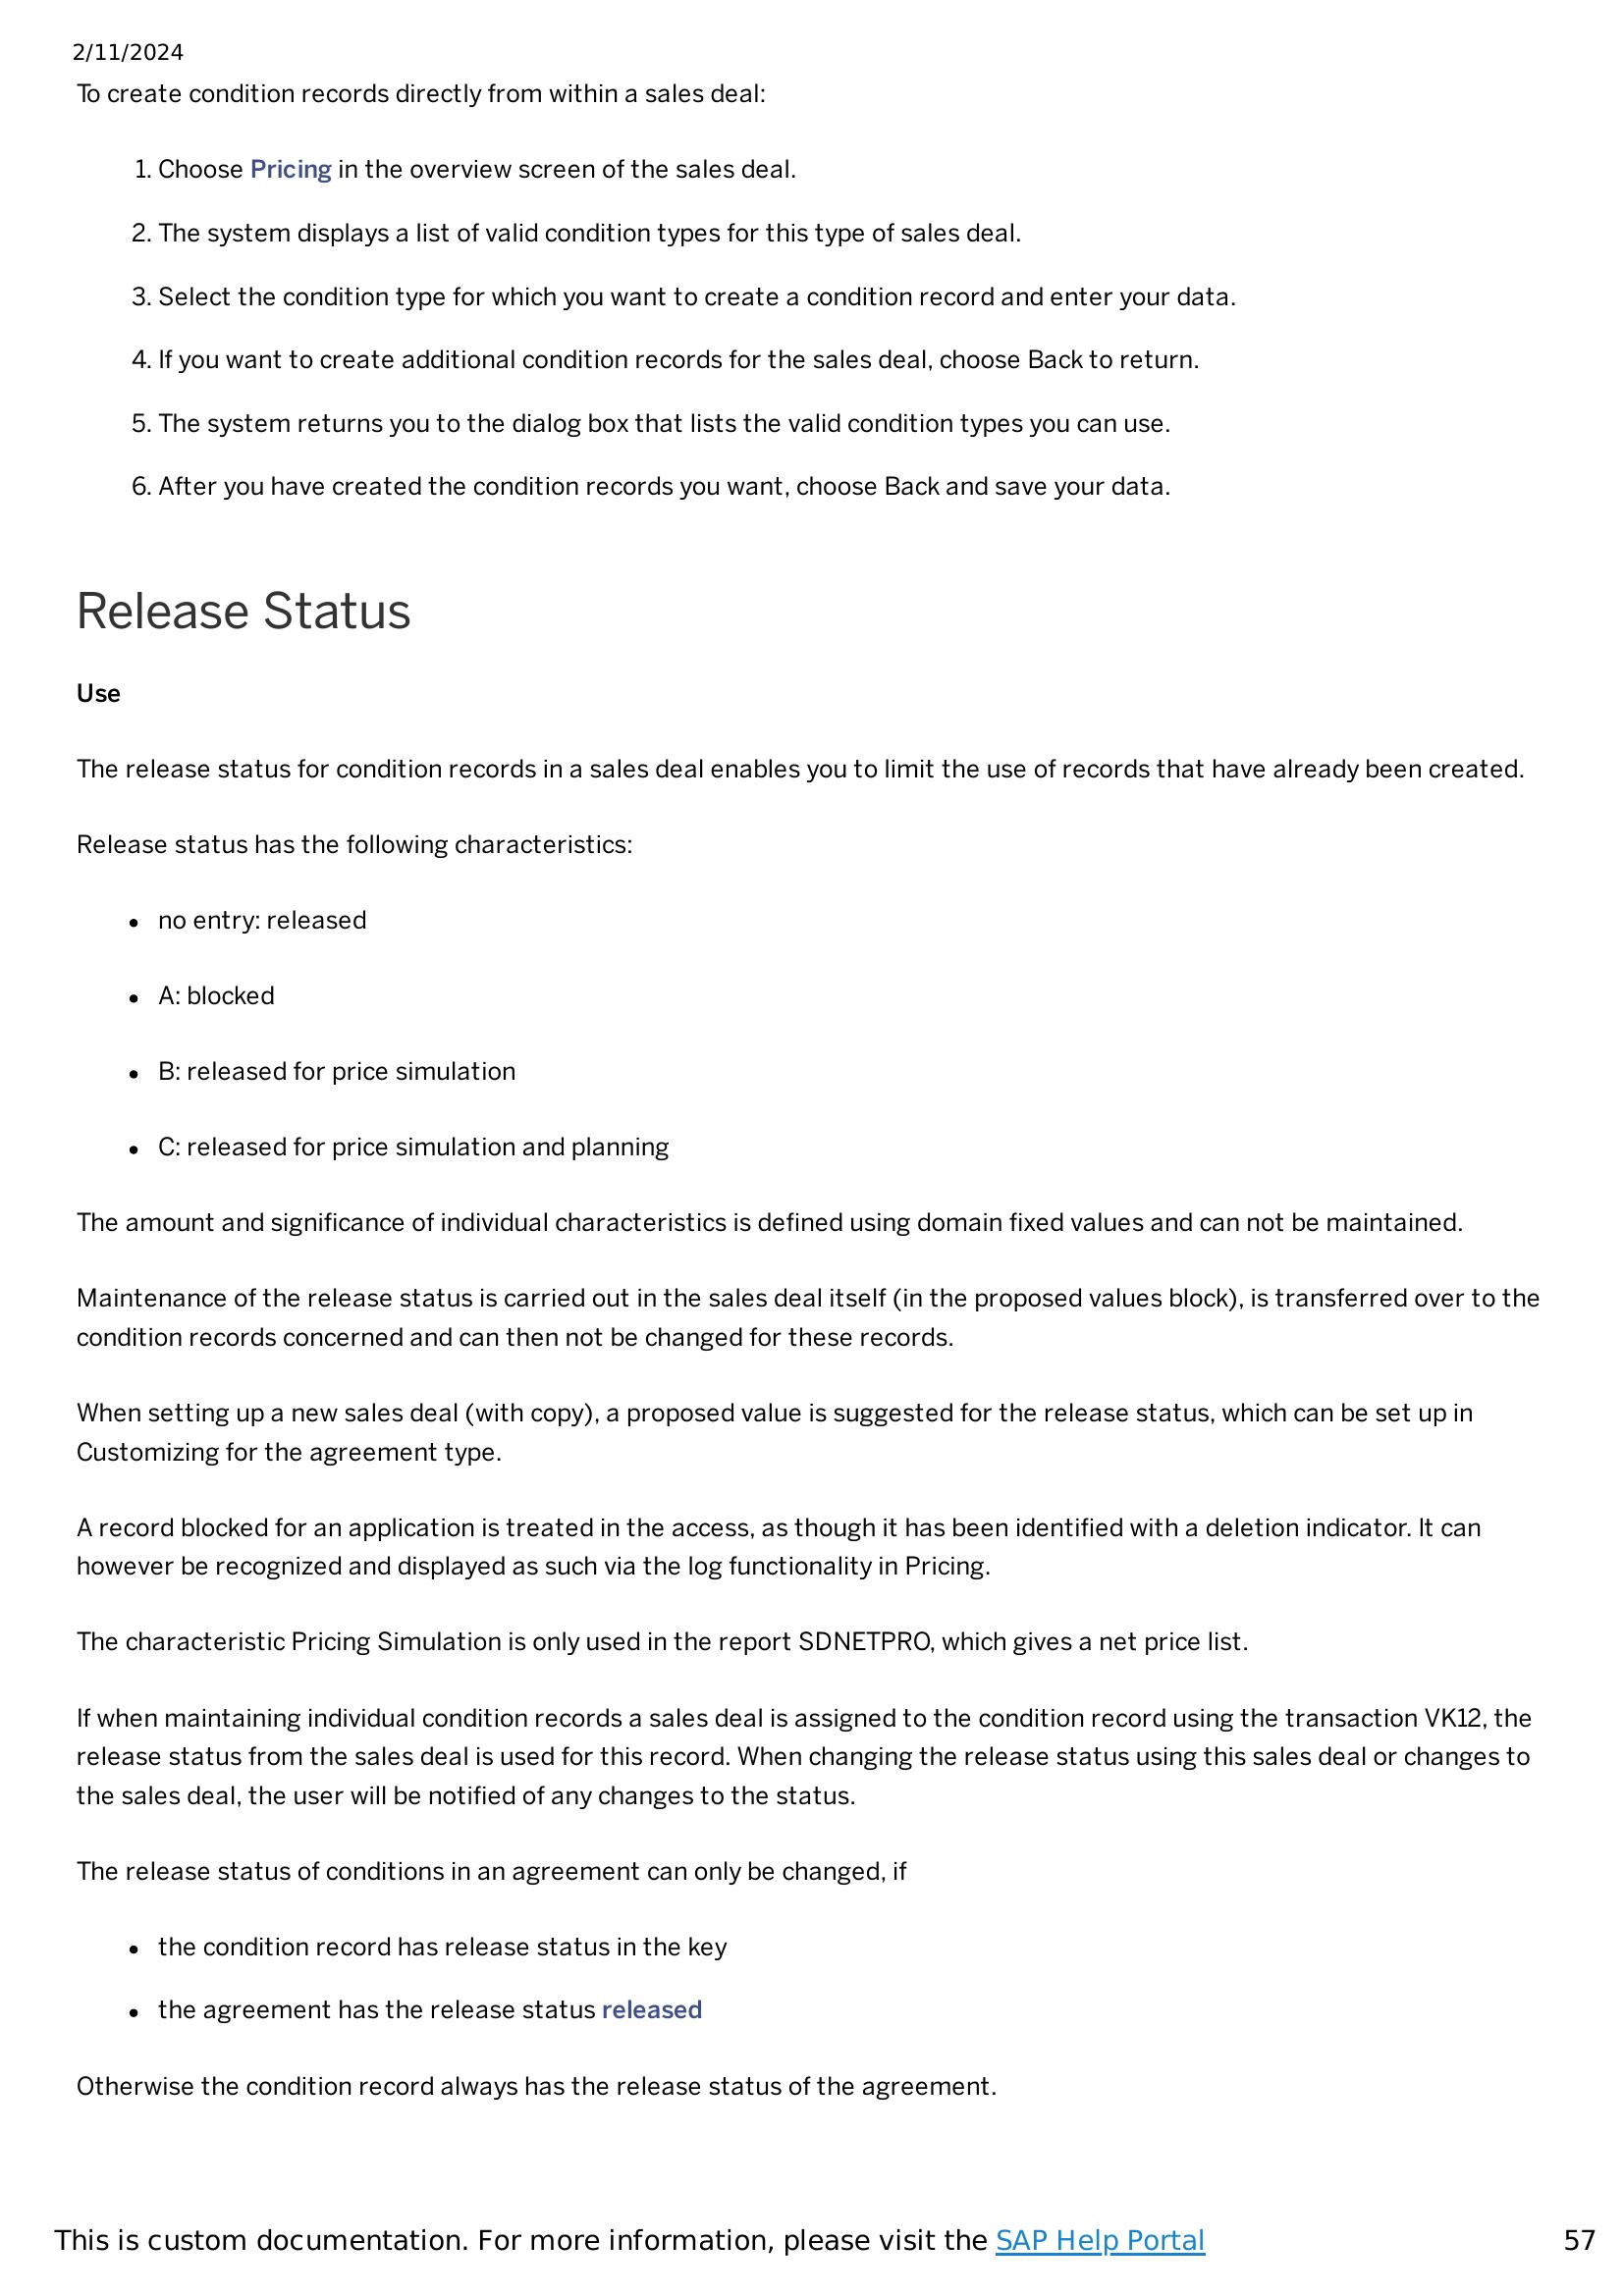 2/11/2024
To create condition records directly from within a sales deal:
1. Choose Pricing in the overview screen of the sales deal.
2. The system displays a list of valid condition types for this type of sales deal.
3. Select the condition type for which you want to create a condition record and enter your data.
4. If you want to create additional condition records for the sales deal, choose Back to return.
5. The system returns you to the dialog box that lists the valid condition types you can use.
6. After you have created the condition records you want, choose Back and save your data.
Release Status
Use
The release status for condition records in a sales deal enables you to limit the use of records that have already been created.
Release status has the following characteristics:
• no entry: released
• A: blocked
• B: released for price simulation
• C: released for price simulation and planning
The amount and significance of individual characteristics is defined using domain fixed values and can not be maintained.
Maintenance of the release status is carried out in the sales deal itself (in the proposed values block), is transferred over to the
condition records concerned and can then not be changed for these records.
When setting up a new sales deal (with copy), a proposed value is suggested for the release status, which can be set up in
Customizing for the agreement type.
A record blocked for an application is treated in the access, as though it has been identified with a deletion indicator. It can
however be recognized and displayed as such via the log functionality in Pricing.
The characteristic Pricing Simulation is only used in the report SDNETPRO, which gives a net price list.
If when maintaining individual condition records a sales deal is assigned to the condition record using the transaction VK12, the
release status from the sales deal is used for this record. When changing the release status using this sales deal or changes to
the sales deal, the user will be notified of any changes to the status.
The release status of conditions in an agreement can only be changed, if
• the condition record has release status in the key
• the agreement has the release status released
Otherwise the condition record always has the release status of the agreement.
This is custom documentation. For more information, please visit the SAP Help Portal 57